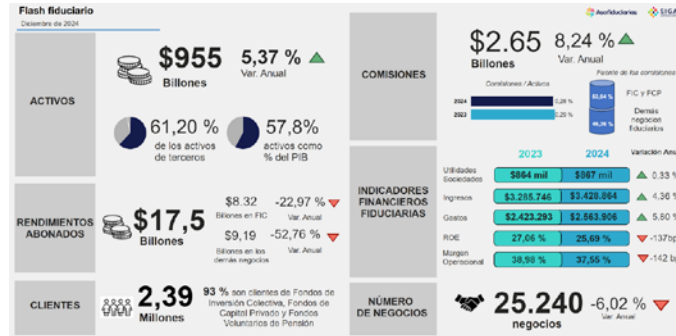 Flash fiduciario
Diciembre de 2024
Asofiduciarias
ACTIVOS
$955
Billones
5,37 %
Var. Anual
61,20 %
de los activos
de terceros
57,8%
activos como
% del PIB
RENDIMIENTOS
ABONADOS
$17,5
Billones
$8.32
Billones en FIC
-22,97 %
Var. Anual
$9,19
Billones en los
demás negocios
-52,76 %
Var. Anual
CLIENTES
2,39
Millones
93 % son clientes de Fondos de
Inversión Colectiva, Fondos de
Capital Privado y Fondos
Voluntarios de Pensión
COMISIONES
$2.65
Billones
8,24 %
Var. Anual
Comisiones / Activos
2024
2023
Fuente de las comisiones
FIC y FCP
Demás
negocios
fiduciarios
INDICADORES
FINANCIEROS
FIDUCIARIAS
2023 2024 Variación Anual
Utilidades
Sociedades
$864 mil $867 mil 0,33 %
Ingresos $3.285.746 $3.428.864 4,36 %
Gastos $2.423.293 $2.563.906 5,80 %
ROE 27,06 % 25,69 % -137bp
Margen
Operacional
38,98 % 37,55 % -142 bp
NÚMERO
DE NEGOCIOS
25.240
negocios
-6,02 %
Var. Anual